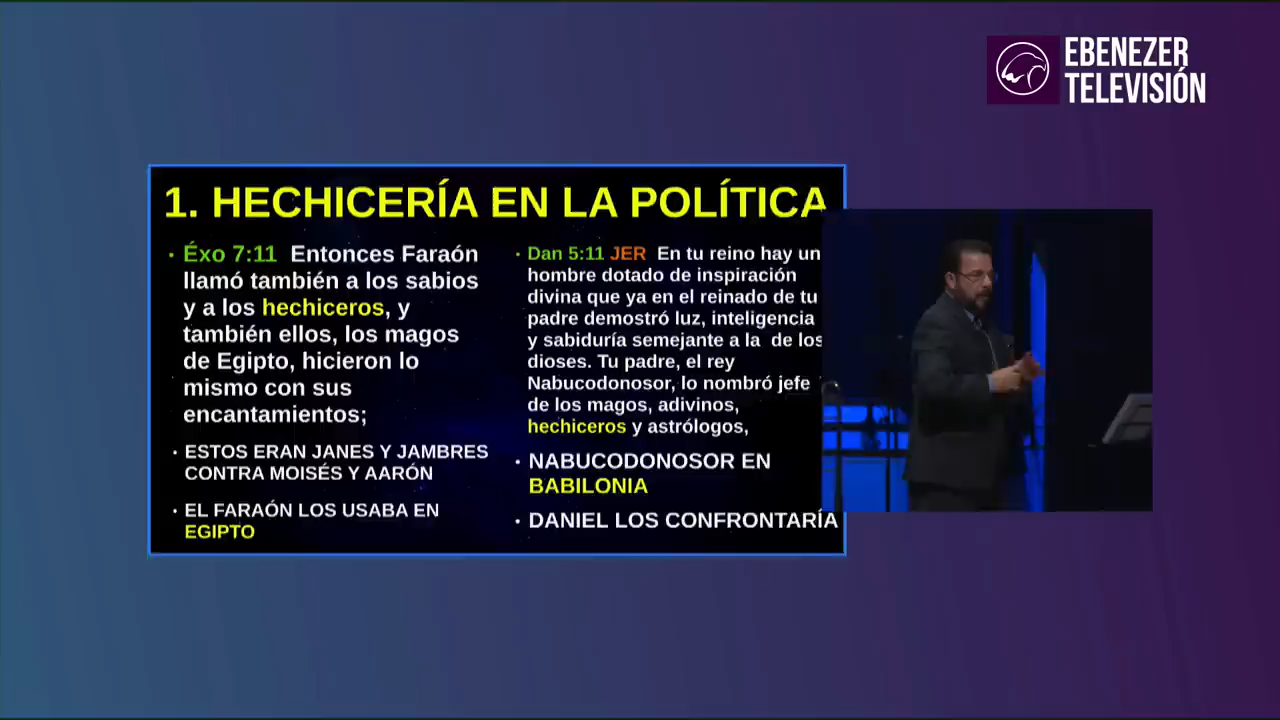 EBENEZER
TELEVISIÓN
1. HECHICERÍA EN LA POLÍTICA
• Éxo 7:11 Entonces Faraón
llamó también a los sabios
y a los hechiceros, y
también ellos, los magos
de Egipto, hicieron lo
mismo con sus
encantamientos;
• ESTOS ERAN JANES Y JAMBRES
CONTRA MOISÉS Y AARÓN
• EL FARAÓN LOS USABA EN
EGIPTO
• Dan 5:11 JER En tu reino hay un
hombre dotado de inspiración
divina que ya en el reinado de tu
padre demostró luz, inteligencia
y sabiduría semejante a la de los
dioses. Tu padre, el rey
Nabucodonosor, lo nombró jefe
de los magos, adivinos,
hechiceros y astrólogos,
• NABUCODONOSOR EN
BABILONIA
• DANIEL LOS CONFRONTARÍA